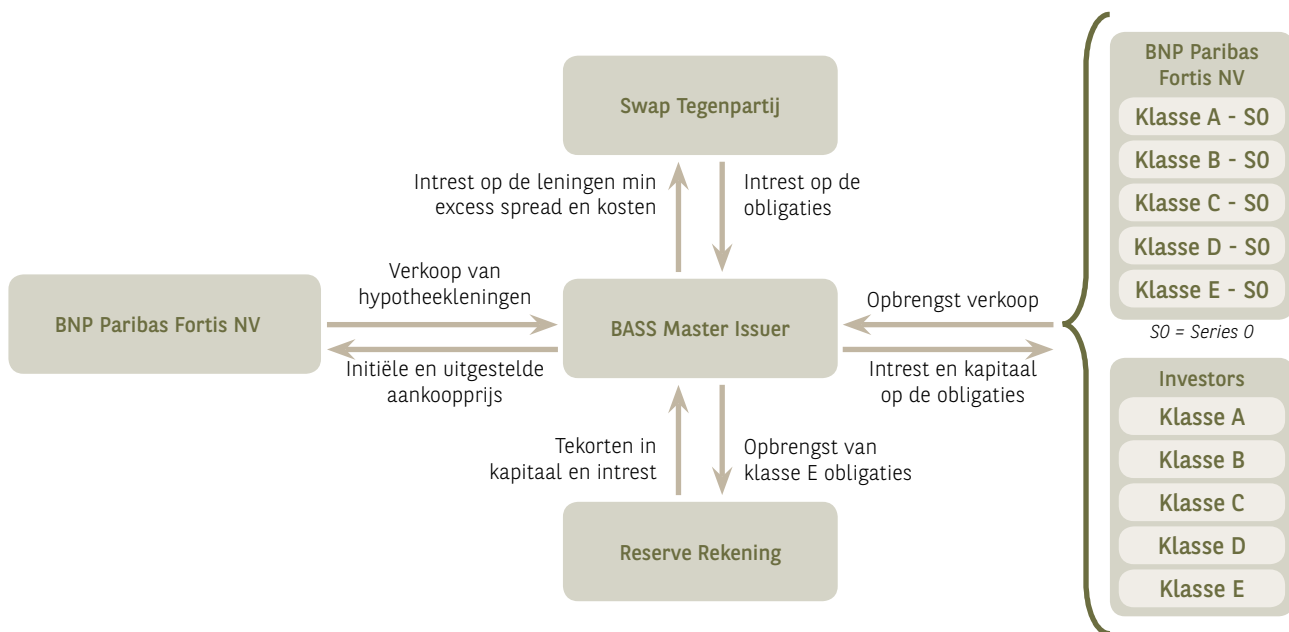 Swap Tegenpartij
Intrest op de leningen min
excess spread en kosten
Intrest op de
obligaties
BNP Paribas Fortis NV
Verkoop van
hypotheekleningen
Initiële en uitgestelde
aankoopprijs
BASS Master Issuer
Opbrengst verkoop
Intrest en kapitaal
op de obligaties
Tekorten in
kapitaal en intrest
Opbrengst van
klasse E obligaties
Reserve Rekening
BNP Paribas
Fortis NV
Klasse A - S0
Klasse B - S0
Klasse C - S0
Klasse D - S0
Klasse E - S0
S0 = Series 0
Investors
Klasse A
Klasse B
Klasse C
Klasse D
Klasse E